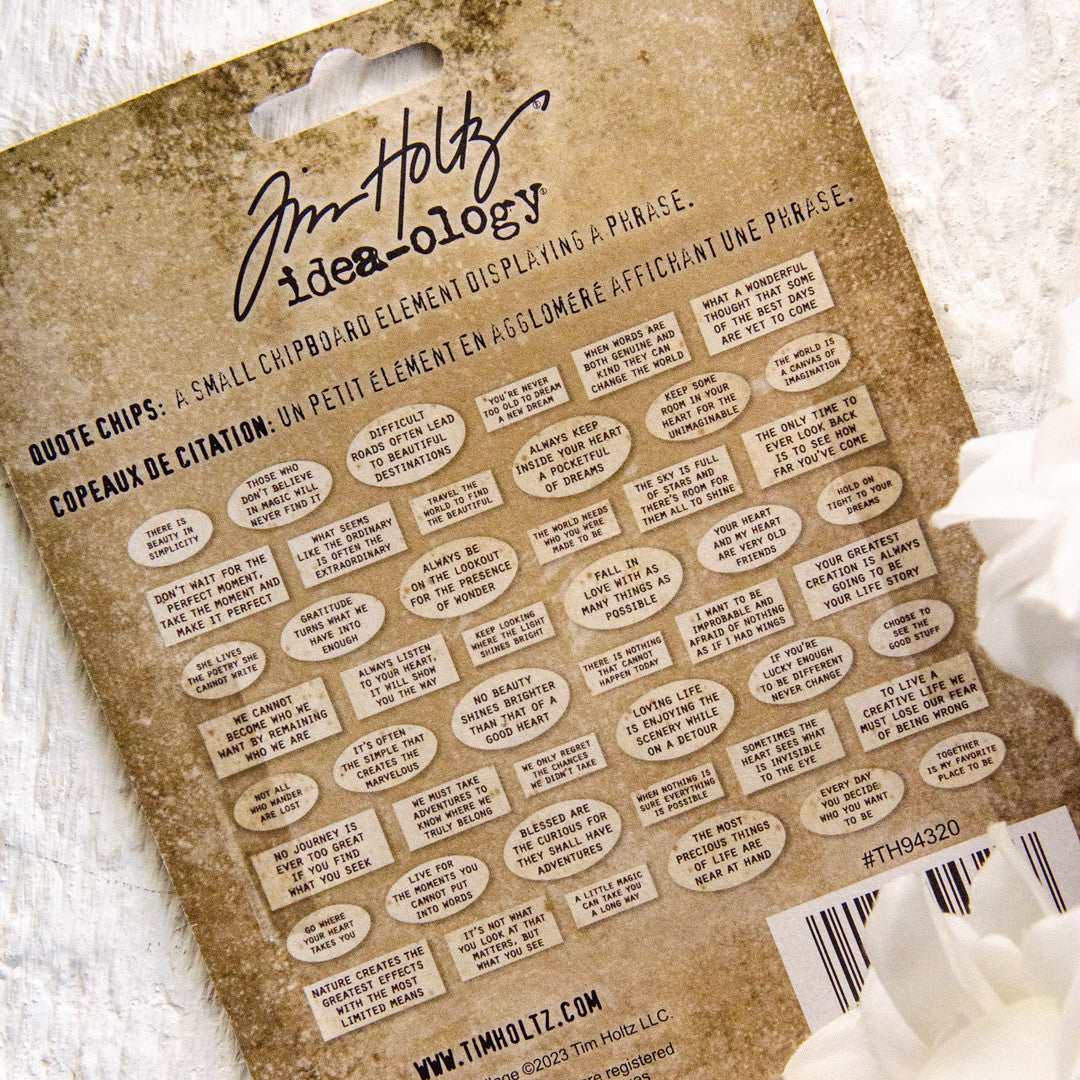 Tim Holtz®
idea-ology®
QUOTE CHIPS: A SMALL CHIPBOARD ELEMENT DISPLAYING A PHRASE.
COPEAUX DE CITATION: UN PETIT ÉLÉMENT EN AGGLOMÉRÉ AFFICHANT UNE PHRASE.
THERE IS
BEAUTY IN
SIMPLICITY
THOSE WHO
DON'T BELIEVE
IN MAGIC WILL
NEVER FIND IT
DIFFICULT
ROADS OFTEN LEAD
TO BEAUTIFUL
DESTINATIONS
YOU'RE NEVER
TOO OLD TO DREAM
A NEW DREAM
WHEN WORDS ARE
BOTH GENUINE AND
KIND THEY CAN
CHANGE THE WORLD
WHAT A WONDERFUL
THOUGHT THAT SOME
OF THE BEST DAYS
ARE YET TO COME
DON'T WAIT FOR THE
PERFECT MOMENT,
TAKE THE MOMENT AND
MAKE IT PERFECT
WHAT SEEMS
LIKE THE ORDINARY
IS OFTEN THE
EXTRAORDINARY
TRAVEL THE
WORLD TO FIND
THE BEAUTIFUL
ALWAYS KEEP
INSIDE YOUR HEART
A POCKETFUL
OF DREAMS
KEEP SOME
ROOM IN YOUR
HEART FOR THE
UNIMAGINABLE
THE WORLD IS
A CANVAS OF
IMAGINATION
SHE LIVES
THE POETRY SHE
CANNOT WRITE
GRATITUDE
TURNS WHAT WE
HAVE INTO
ENOUGH
ALWAYS BE
ON THE LOOKOUT
FOR THE PRESENCE
OF WONDER
THE WORLD NEEDS
WHO YOU WERE
MADE TO BE
THE SKY IS FULL
OF STARS AND
THERE'S ROOM FOR
THEM ALL TO SHINE
THE ONLY TIME TO
EVER LOOK BACK
IS TO SEE HOW
FAR YOU'VE COME
WE CANNOT
BECOME WHO WE
WANT BY REMAINING
WHO WE ARE
ALWAYS LISTEN
TO YOUR HEART,
IT WILL SHOW
YOU THE WAY
KEEP LOOKING
WHERE THE LIGHT
SHINES BRIGHT
FALL IN
LOVE WITH AS
MANY THINGS AS
POSSIBLE
YOUR HEART
AND MY HEART
ARE VERY OLD
FRIENDS
HOLD ON
TIGHT TO YOUR
DREAMS
NOT ALL
WHO WANDER
ARE LOST
IT'S OFTEN
THE SIMPLE THAT
CREATES THE
MARVELOUS
NO BEAUTY
SHINES BRIGHTER
THAN THAT OF A
GOOD HEART
THERE IS NOTHING
THAT CANNOT
HAPPEN TODAY
I WANT TO BE
IMPROBABLE AND
AFRAID OF NOTHING
AS IF I HAD WINGS
YOUR GREATEST
CREATION IS ALWAYS
GOING TO BE
YOUR LIFE STORY
NO JOURNEY IS
EVER TOO GREAT
IF YOU FIND
WHAT YOU SEEK
WE MUST TAKE
ADVENTURES TO
KNOW WHERE WE
TRULY BELONG
WE ONLY REGRET
THE CHANCES
WE DIDN'T TAKE
LOVING LIFE
IS ENJOYING THE
SCENERY WHILE
ON A DETOUR
IF YOU'RE
LUCKY ENOUGH
TO BE DIFFERENT
NEVER CHANGE
CHOOSE TO
SEE THE
GOOD STUFF
GO WHERE
YOUR HEART
TAKES YOU
LIVE FOR
THE MOMENTS YOU
CANNOT PUT
INTO WORDS
BLESSED ARE
THE CURIOUS FOR
THEY SHALL HAVE
ADVENTURES
WHEN NOTHING IS
SURE EVERYTHING
IS POSSIBLE
SOMETIMES THE
HEART SEES WHAT
IS INVISIBLE
TO THE EYE
TO LIVE A
CREATIVE LIFE WE
MUST LOSE OUR FEAR
OF BEING WRONG
NATURE CREATES THE
GREATEST EFFECTS
WITH THE MOST
LIMITED MEANS
IT'S NOT WHAT
YOU LOOK AT THAT
MATTERS, BUT
WHAT YOU SEE
A LITTLE MAGIC
CAN TAKE YOU
A LONG WAY
THE MOST
PRECIOUS THINGS
OF LIFE ARE
NEAR AT HAND
EVERY DAY
YOU DECIDE
WHO YOU WANT
TO BE
TOGETHER
IS MY FAVORITE
PLACE TO BE
#TH94320
WWW.TIMHOLTZ.COM
©2023 Tim Holtz LLC.
registered